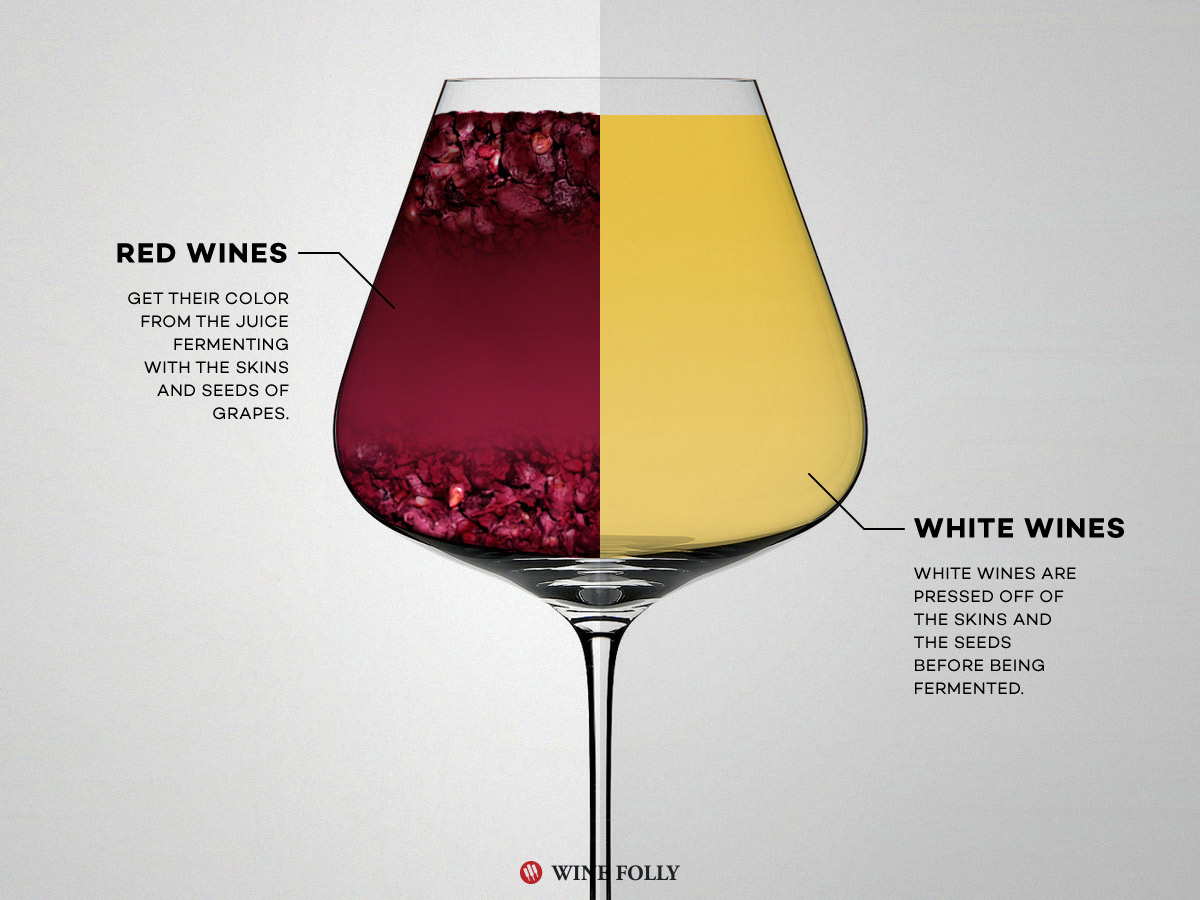 RED WINES
GET THEIR COLOR
FROM THE JUICE
FERMENTING
WITH THE SKINS
AND SEEDS OF
GRAPES.
WHITE WINES
WHITE WINES ARE
PRESSED OFF OF
THE SKINS AND
THE SEEDS
BEFORE BEING
FERMENTED.
WINE FOLLY